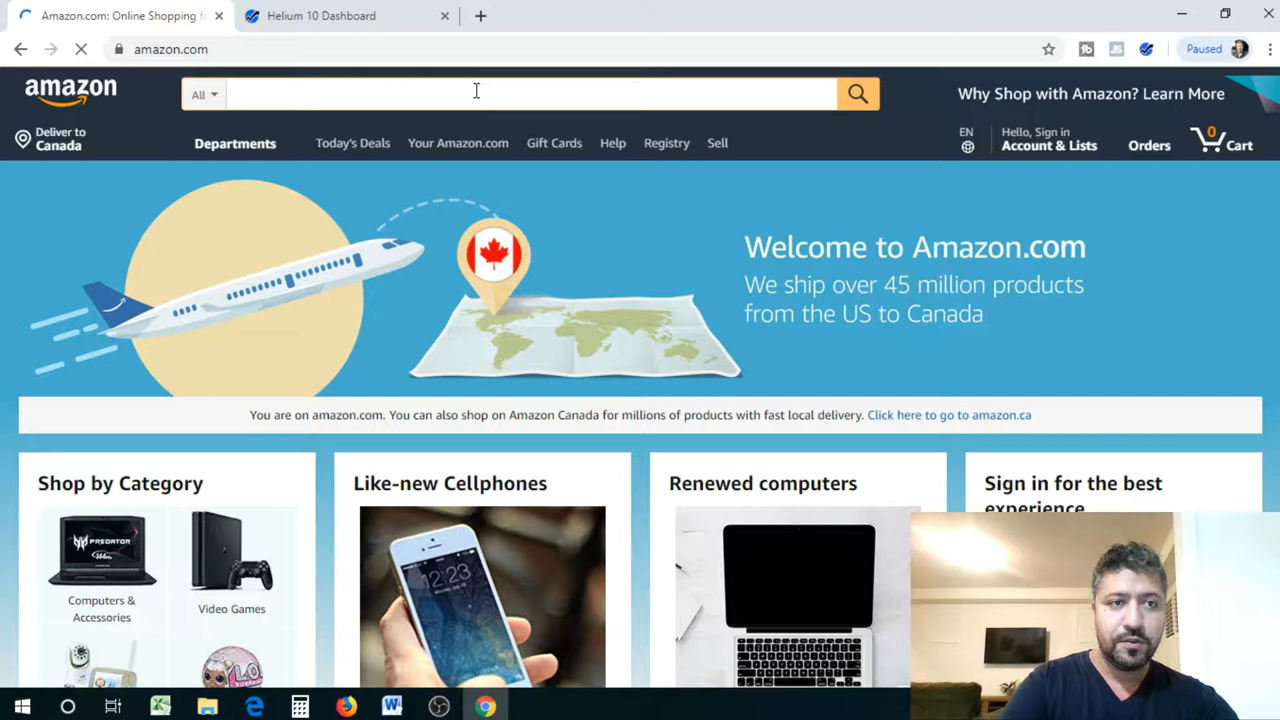 Amazon.com: Online Shopping f
Helium 10 Dashboard
amazon.com
Paused
amazon
All
Why Shop with Amazon? Learn More
Deliver to
Canada
Departments
Today's Deals
Your Amazon.com
Gift Cards
Help
Registry
Sell
EN
Hello, Sign in
Account & Lists
Orders
0
Cart
Welcome to Amazon.com
We ship over 45 million products
from the US to Canada
You are on amazon.com. You can also shop on Amazon Canada for millions of products with fast local delivery. Click here to go to amazon.ca
Shop by Category
Like-new Cellphones
Renewed computers
Sign in for the best
experience
PREDATOR
12:23
Computers &
Accessories
Video Games